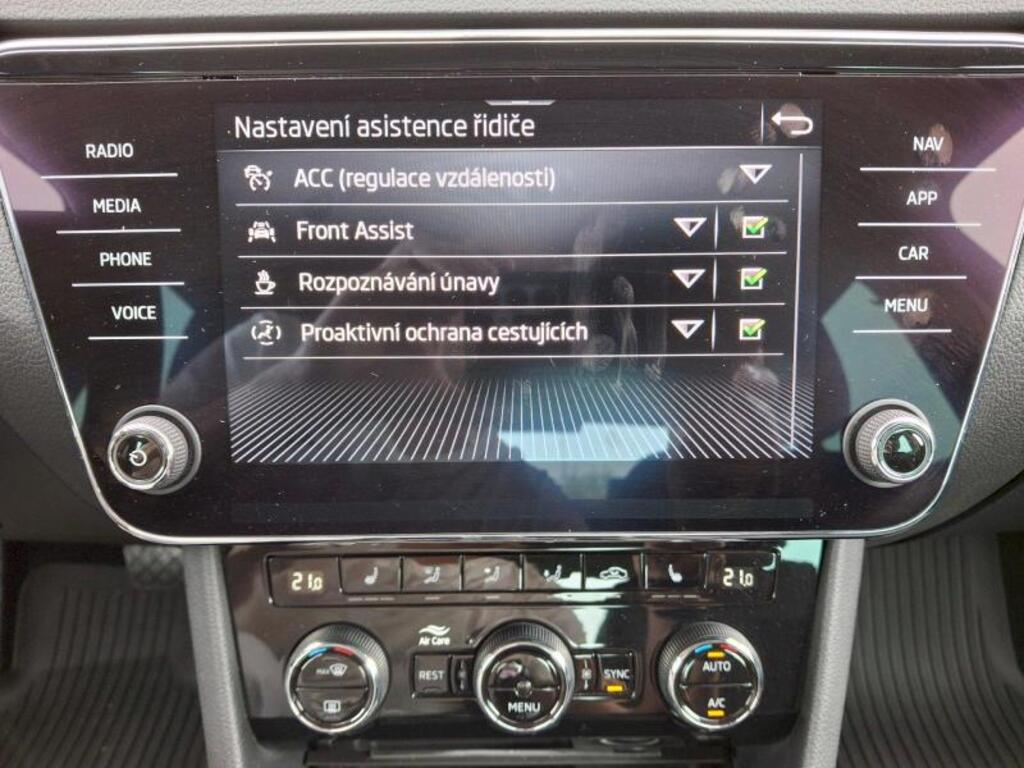 Nastavení asistence řidiče
RADIO
MEDIA
PHONE
VOICE
ACC (regulace vzdálenosti)
Front Assist
Rozpoznávání únavy
Proaktivní ochrana cestujících
NAV
APP
CAR
MENU
21.0
21.0
Air Care
MAX
REST
MENU
SYNC
AUTO
A/C